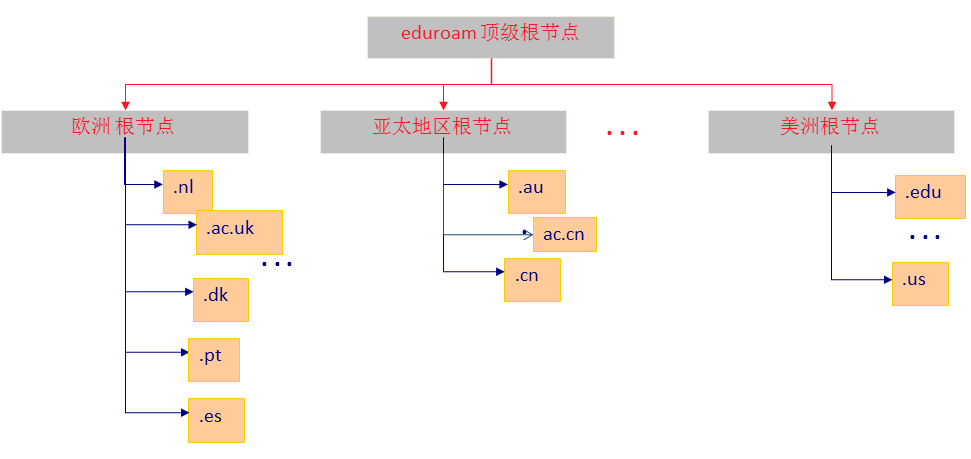 eduroam 顶级根节点
欧洲 根节点
亚太地区根节点
...
美洲根节点
.nl
.ac.uk
...
.dk
.pt
.es
.au
ac.cn
.cn
.edu
...
.us